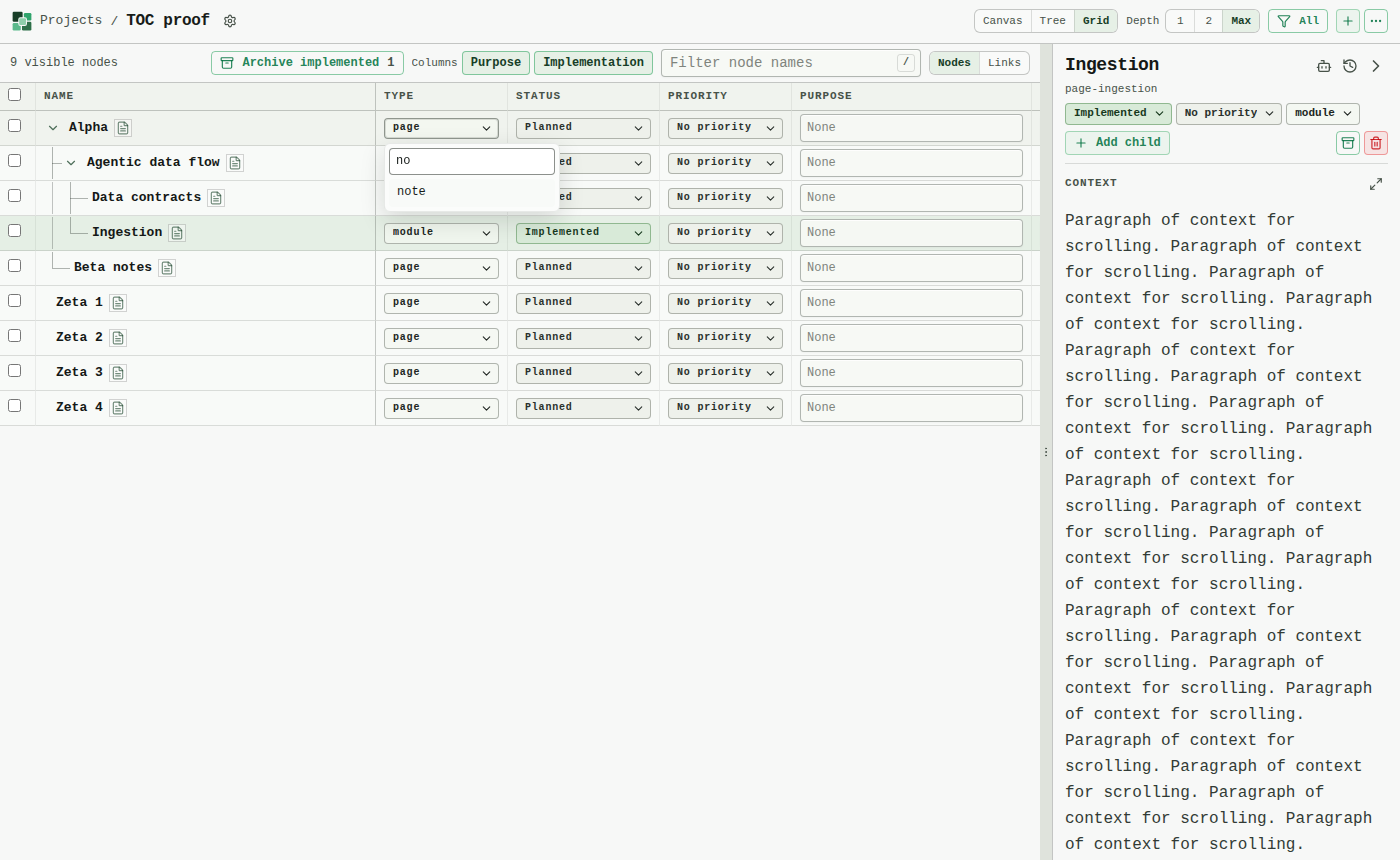 Projects / TOC proof
Canvas Tree Grid Depth 1 2 Max All
9 visible nodes Archive implemented 1 Columns Purpose Implementation Filter node names / Nodes Links
NAME TYPE STATUS PRIORITY PURPOSE
Alpha page Planned No priority None
no
Agentic data flow ed No priority None
note
Data contracts ed No priority None
Ingestion module Implemented No priority None
Beta notes page Planned No priority None
Zeta 1 page Planned No priority None
Zeta 2 page Planned No priority None
Zeta 3 page Planned No priority None
Zeta 4 page Planned No priority None
Ingestion
page-ingestion
Implemented No priority module
Add child
CONTEXT
Paragraph of context for
scrolling. Paragraph of context
for scrolling. Paragraph of
context for scrolling. Paragraph
of context for scrolling.
Paragraph of context for
scrolling. Paragraph of context
for scrolling. Paragraph of
context for scrolling. Paragraph
of context for scrolling.
Paragraph of context for
scrolling. Paragraph of context
for scrolling. Paragraph of
context for scrolling. Paragraph
of context for scrolling.
Paragraph of context for
scrolling. Paragraph of context
for scrolling. Paragraph of
context for scrolling. Paragraph
of context for scrolling.
Paragraph of context for
scrolling. Paragraph of context
for scrolling. Paragraph of
context for scrolling. Paragraph
of context for scrolling.